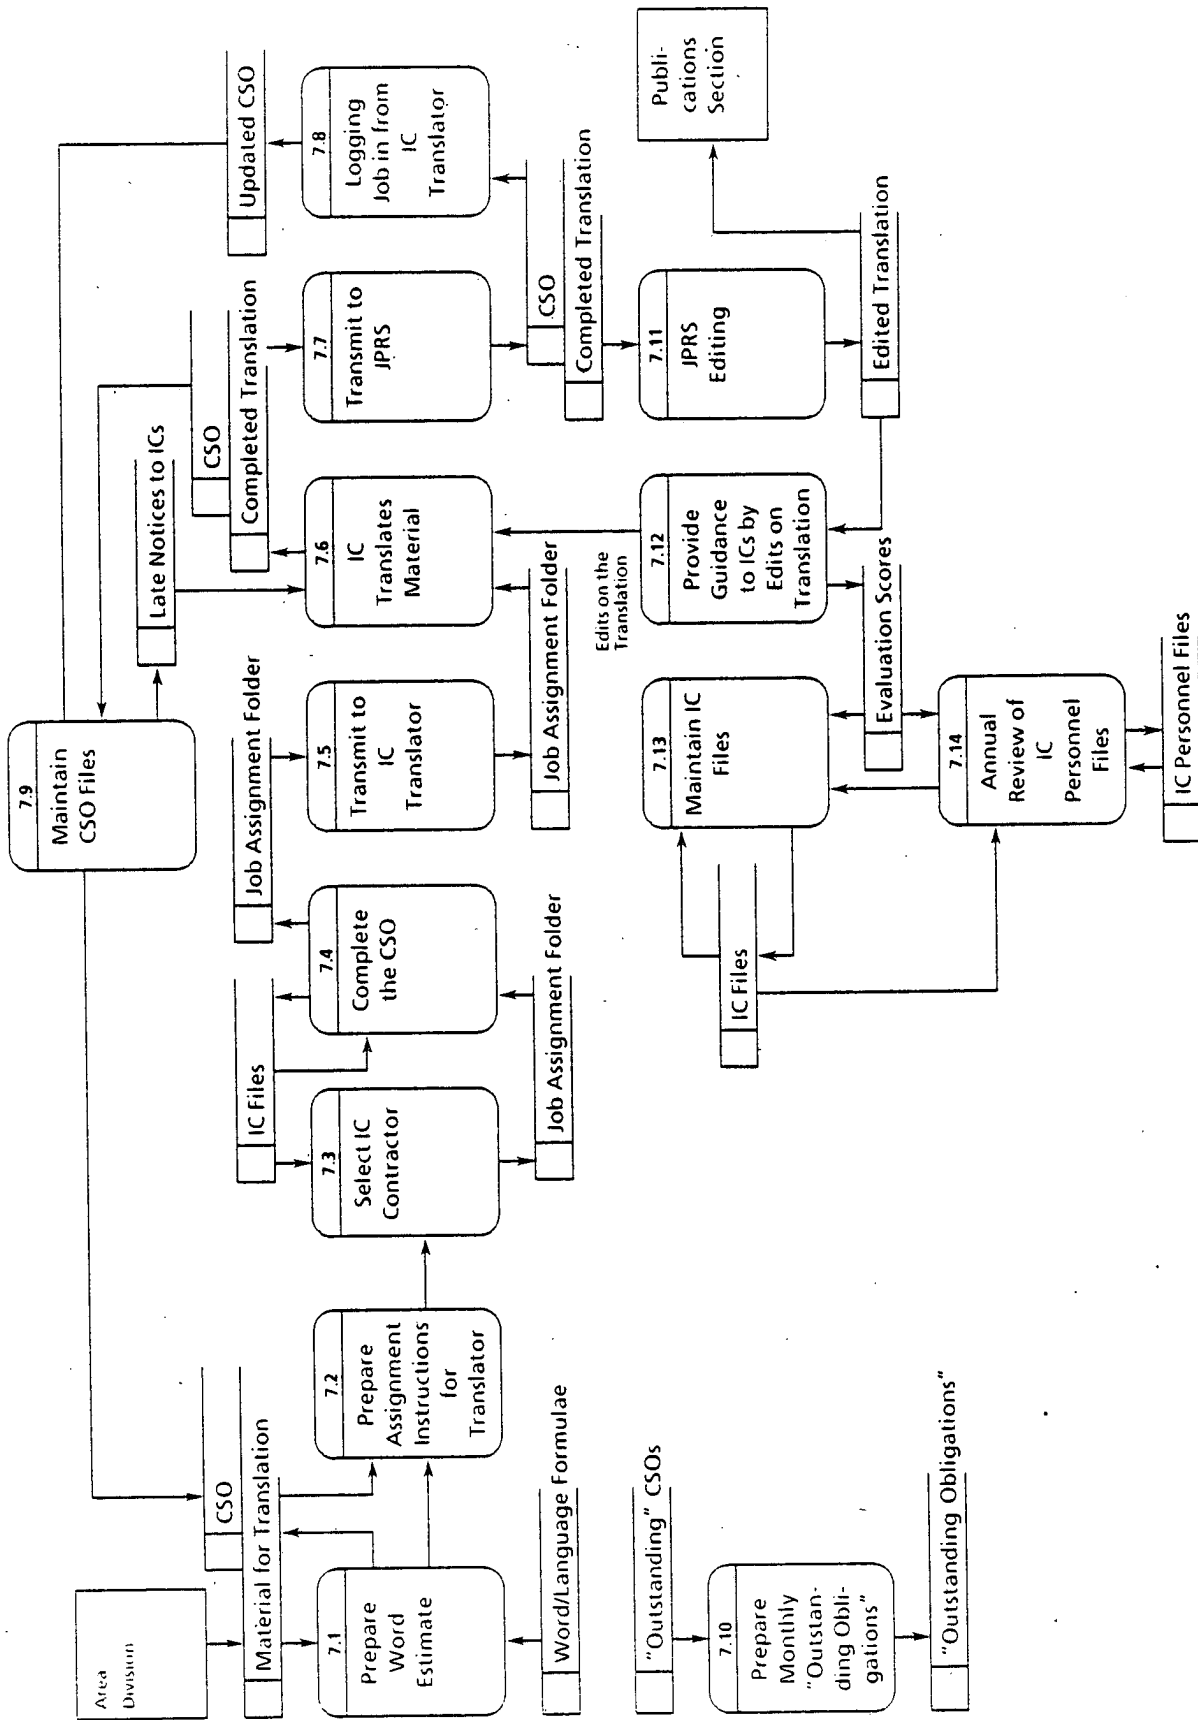 7.9
Maintain
CSO Files
Late Notices to ICs
CSO
Completed Translation
Updated CSO
Area
Division
CSO
Material for Translation
IC Files
Job Assignment Folder
7.1
Prepare
Word
Estimate
7.2
Prepare
Assignment
Instructions
for
Translator
7.3
Select IC
Contractor
7.4
Complete
the CSO
7.5
Transmit to
IC
Translator
7.6
IC
Translates
Material
7.7
Transmit to
JPRS
7.8
Logging
Job in from
IC
Translator
Word/Language Formulae
Job Assignment Folder
Job Assignment Folder
CSO
Completed Translation
Edits on the
Translation
"Outstanding" CSOs
7.10
Prepare
Monthly
"Outstan-
ding Obli-
gations"
"Outstanding Obligations"
IC Files
7.13
Maintain IC
Files
7.12
Provide
Guidance
to ICs by
Edits on
Translation
7.11
JPRS
Editing
Publi-
cations
Section
Evaluation Scores
Edited Translation
7.14
Annual
Review of
IC
Personnel
Files
IC Personnel Files